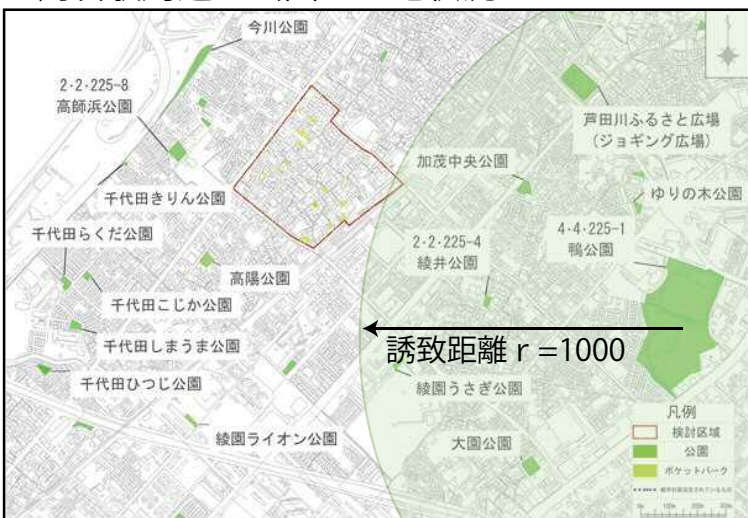 今川公園
2・2・225-8
高師浜公園
芦田川ふるさと広場
(ジョギング広場)
加茂中央公園
千代田きりん公園
ゆりの木公園
千代田らくだ公園
2・2・225-4
綾井公園
4・4・225-1
鴨公園
高陽公園
千代田こじか公園
千代田しまうま公園
誘致距離 r =1000
千代田ひつじ公園
綾園うさぎ公園
綾園ライオン公園
大園公園
凡例
検討区域
公園
ポケットパーク